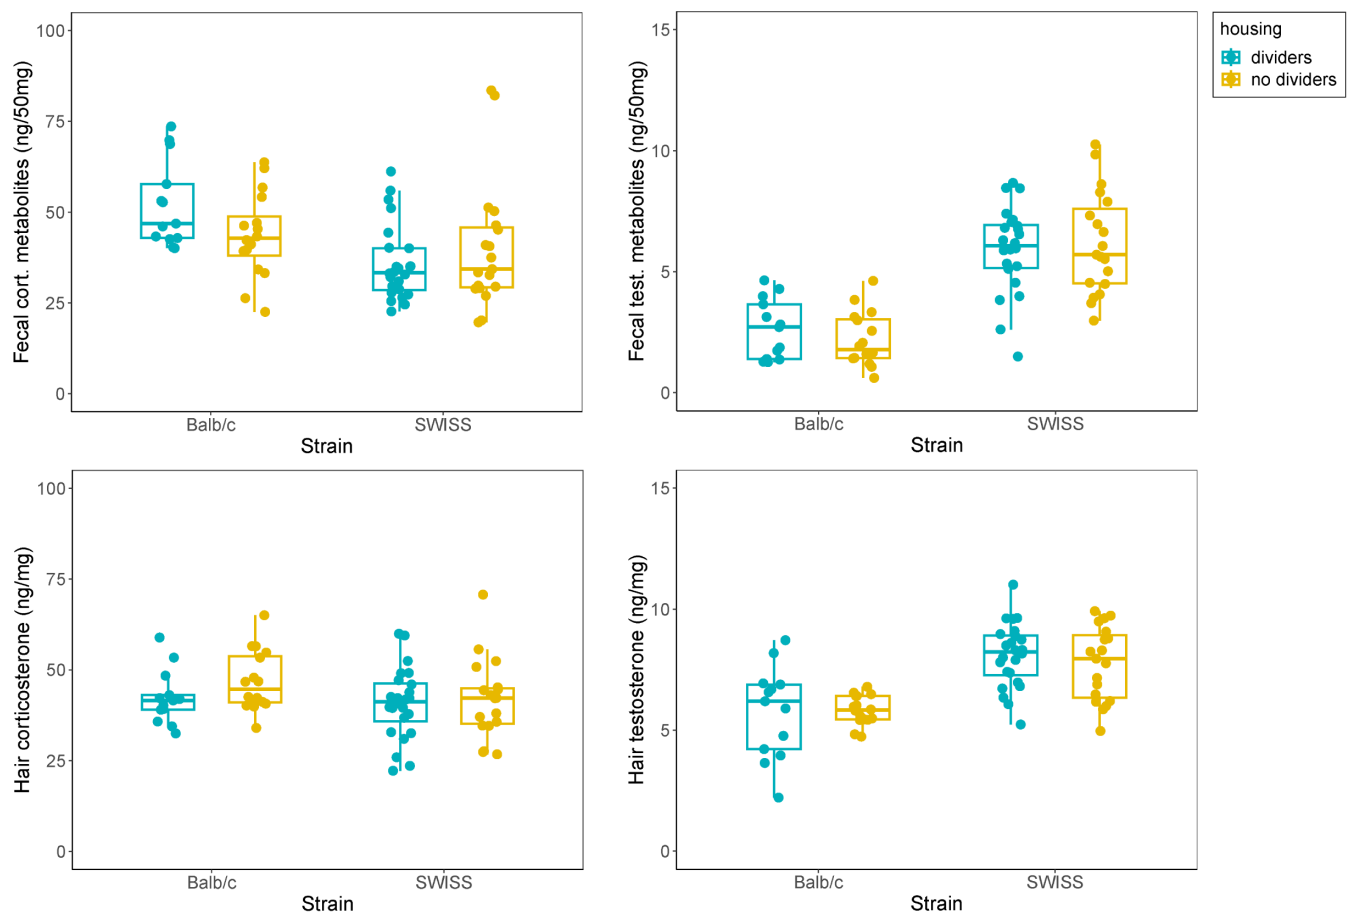 Fecal cort. metabolites (ng/50mg)
100
75
50
25
0
Balb/c SWISS
Strain
Fecal test. metabolites (ng/50mg)
15
10
5
0
Balb/c SWISS
Strain
housing
dividers
no dividers
Hair corticosterone (ng/mg)
100
75
50
25
0
Balb/c SWISS
Strain
Hair testosterone (ng/mg)
15
10
5
0
Balb/c SWISS
Strain